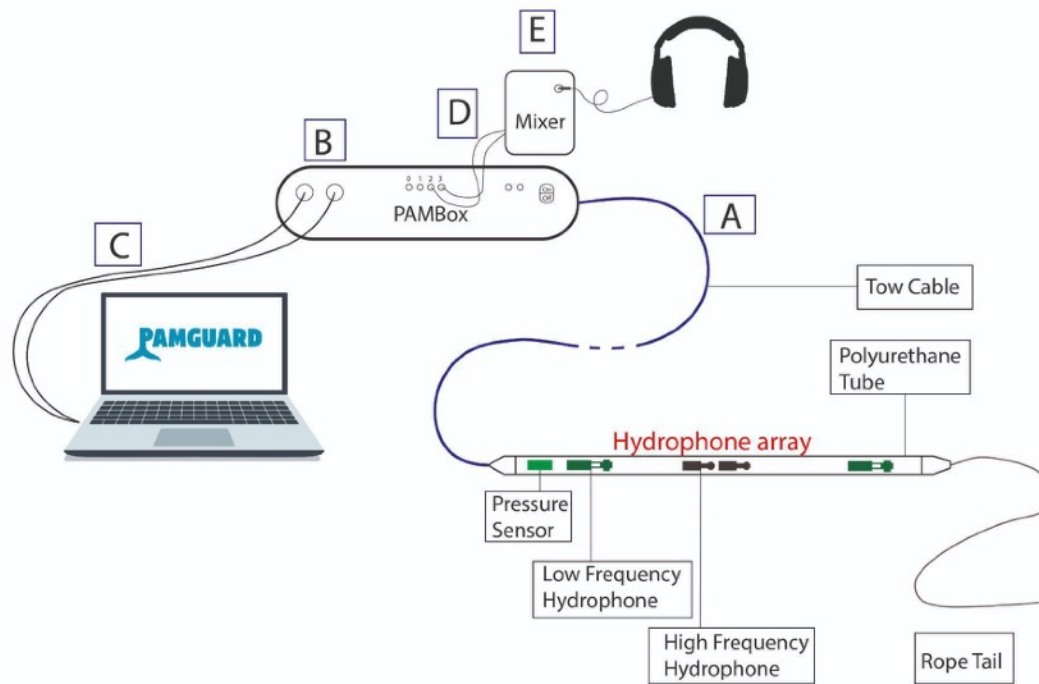 E
Mixer
D
B
0 1 2 3
On
Off
PAMBox
A
C
Tow Cable
PAMGUARD
Polyurethane
Tube
Hydrophone array
Pressure
Sensor
Low Frequency
Hydrophone
High Frequency
Hydrophone
Rope Tail